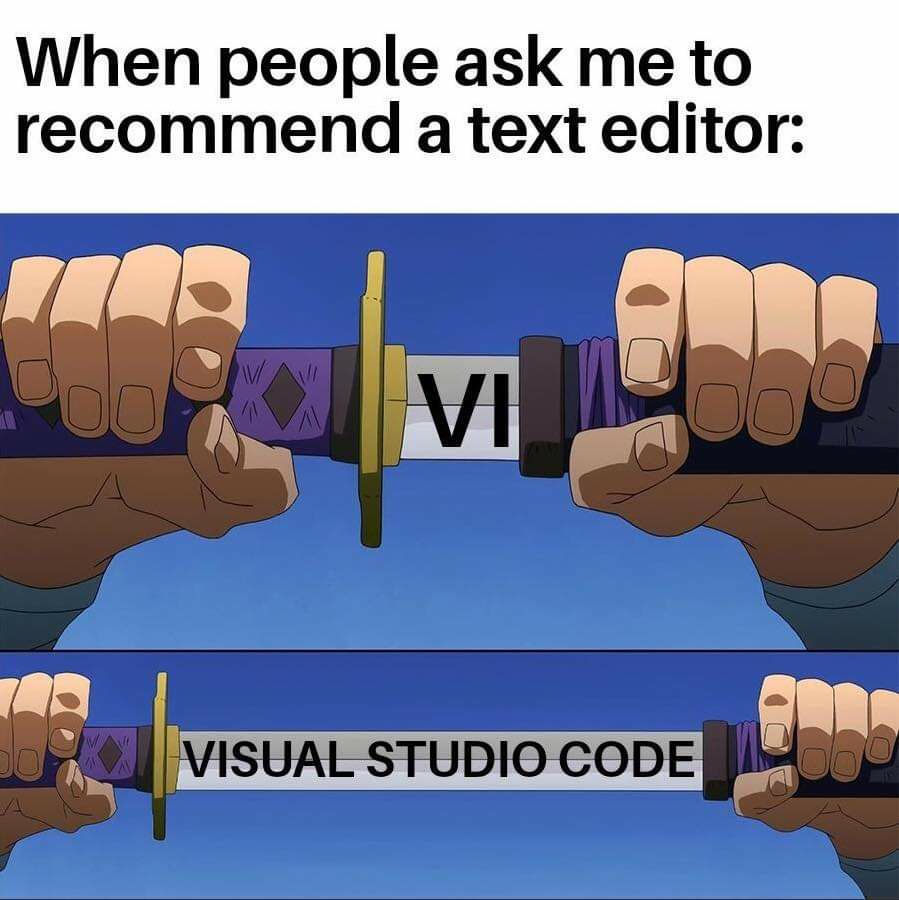 When people ask me to
recommend a text editor:
VI
VISUAL STUDIO CODE